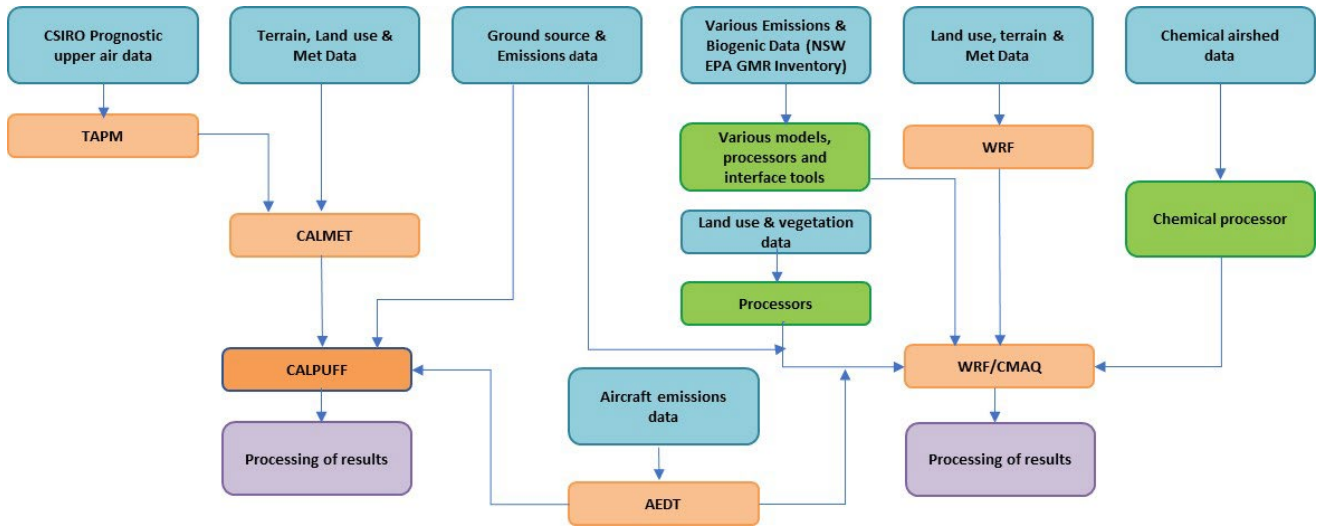 CSIRO Prognostic
upper air data
Terrain, Land use &
Met Data
Ground source &
Emissions data
Various Emissions &
Biogenic Data (NSW
EPA GMR Inventory)
Land use, terrain &
Met Data
Chemical airshed
data
TAPM
Various models,
processors and
interface tools
WRF
Chemical processor
CALMET
Land use & vegetation
data
Processors
CALPUFF
WRF/CMAQ
Aircraft emissions
data
Processing of results
Processing of results
AEDT